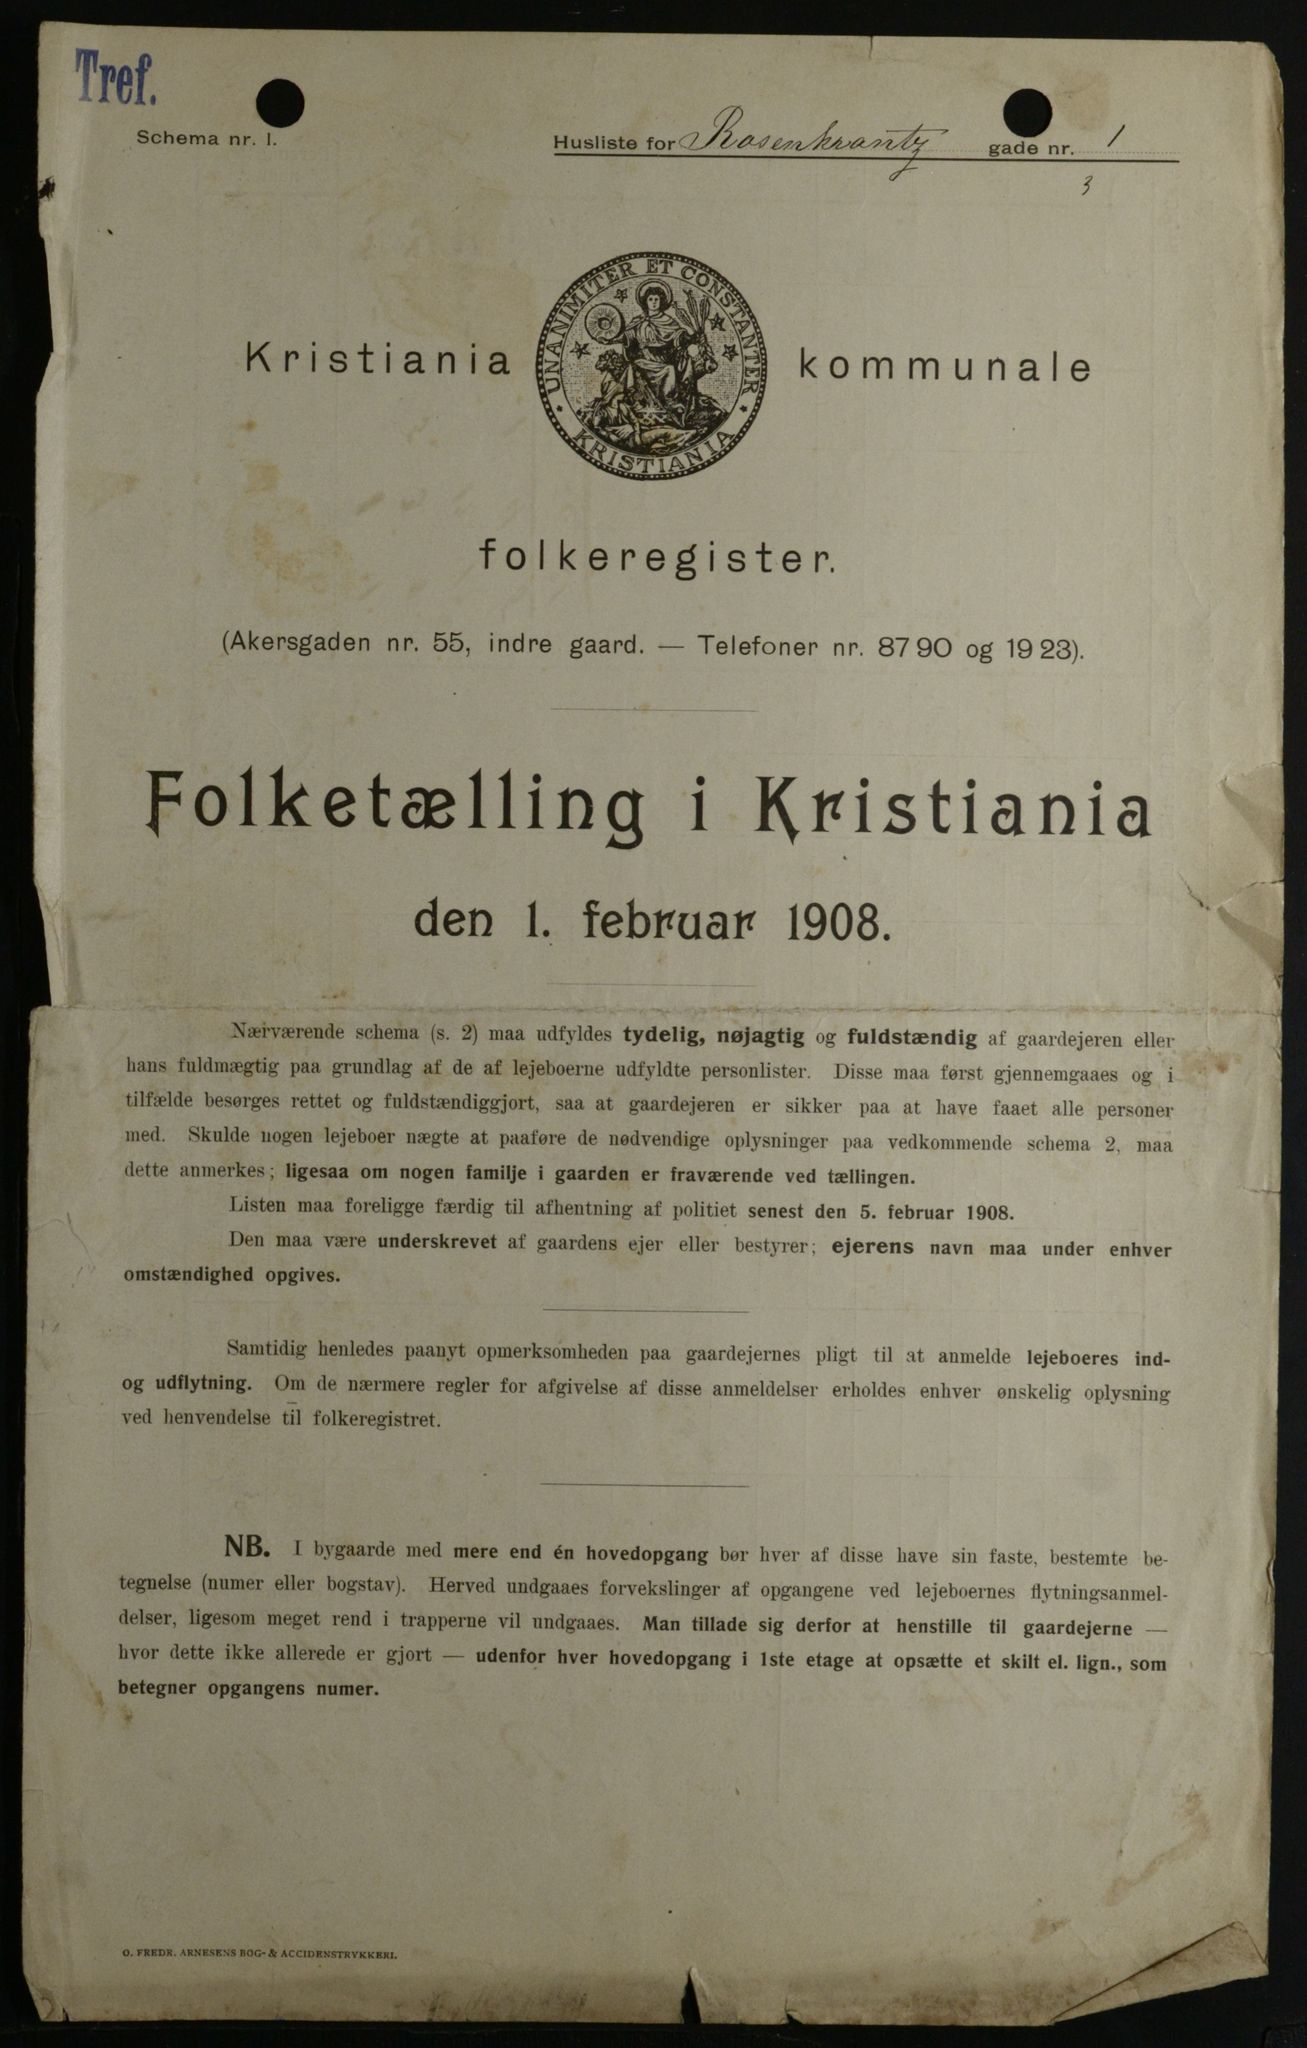 Tref.
Schema nr. 1.
Husliste for Rosenkrantz gade nr. 1
3
UNANIMITER ET CONSTANTER
KRISTIANIA
Kristiania kommunale
folkeregister.
(Akersgaden nr. 55, indre gaard. — Telefoner nr. 8790 og 1923).
Folketælling i Kristiania
den 1. februar 1908.
Nærværende schema (s. 2) maa udfyldes tydelig, nøjagtig og fuldstændig af gaardejeren eller
hans fuldmægtig paa grundlag af de af lejeboerne udfyldte personlister. Disse maa først gjennemgaaes og i
tilfælde besørges rettet og fuldstændiggjort, saa at gaardejeren er sikker paa at have faaet alle personer
med. Skulde nogen lejeboer nægte at paaføre de nødvendige oplysninger paa vedkommende schema 2, maa
dette anmerkes; ligesaa om nogen familje i gaarden er fraværende ved tællingen.
Listen maa foreligge færdig til afhentning af politiet senest den 5. februar 1908.
Den maa være underskrevet af gaardens ejer eller bestyrer; ejerens navn maa under enhver
omstændighed opgives.
Samtidig henledes paanyt opmerksomheden paa gaardejernes pligt til at anmelde lejeboeres ind-
og udflytning. Om de nærmere regler for afgivelse af disse anmeldelser erholdes enhver ønskelig oplysning
ved henvendelse til folkeregistret.
NB. I bygaarde med mere end én hovedopgang bør hver af disse have sin faste, bestemte be-
tegnelse (numer eller bogstav). Herved undgaaes forvekslinger af opgangene ved lejeboernes flytningsanmel-
delser, ligesom meget rend i trapperne vil undgaaes. Man tillade sig derfor at henstille til gaardejerne —
hvor dette ikke allerede er gjort — udenfor hver hovedopgang i 1ste etage at opsætte et skilt el. lign., som
betegner opgangens numer.
O. FREDR. ARNESENS BOG- & ACCIDENSTRYKKERI.